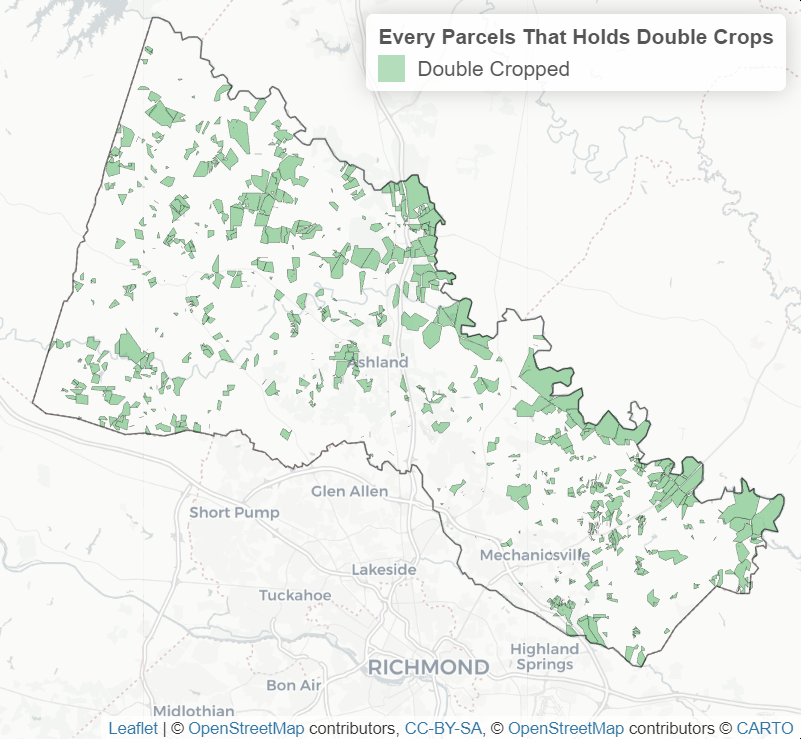 Every Parcels That Holds Double Crops
Double Cropped
Ashland
Glen Allen
Short Pump
Mechanicsville
Lakeside
Tuckahoe
Highland
Springs
RICHMOND
Bon Air
Midlothian
Leaflet | © OpenStreetMap contributors, CC-BY-SA, © OpenStreetMap contributors © CARTO